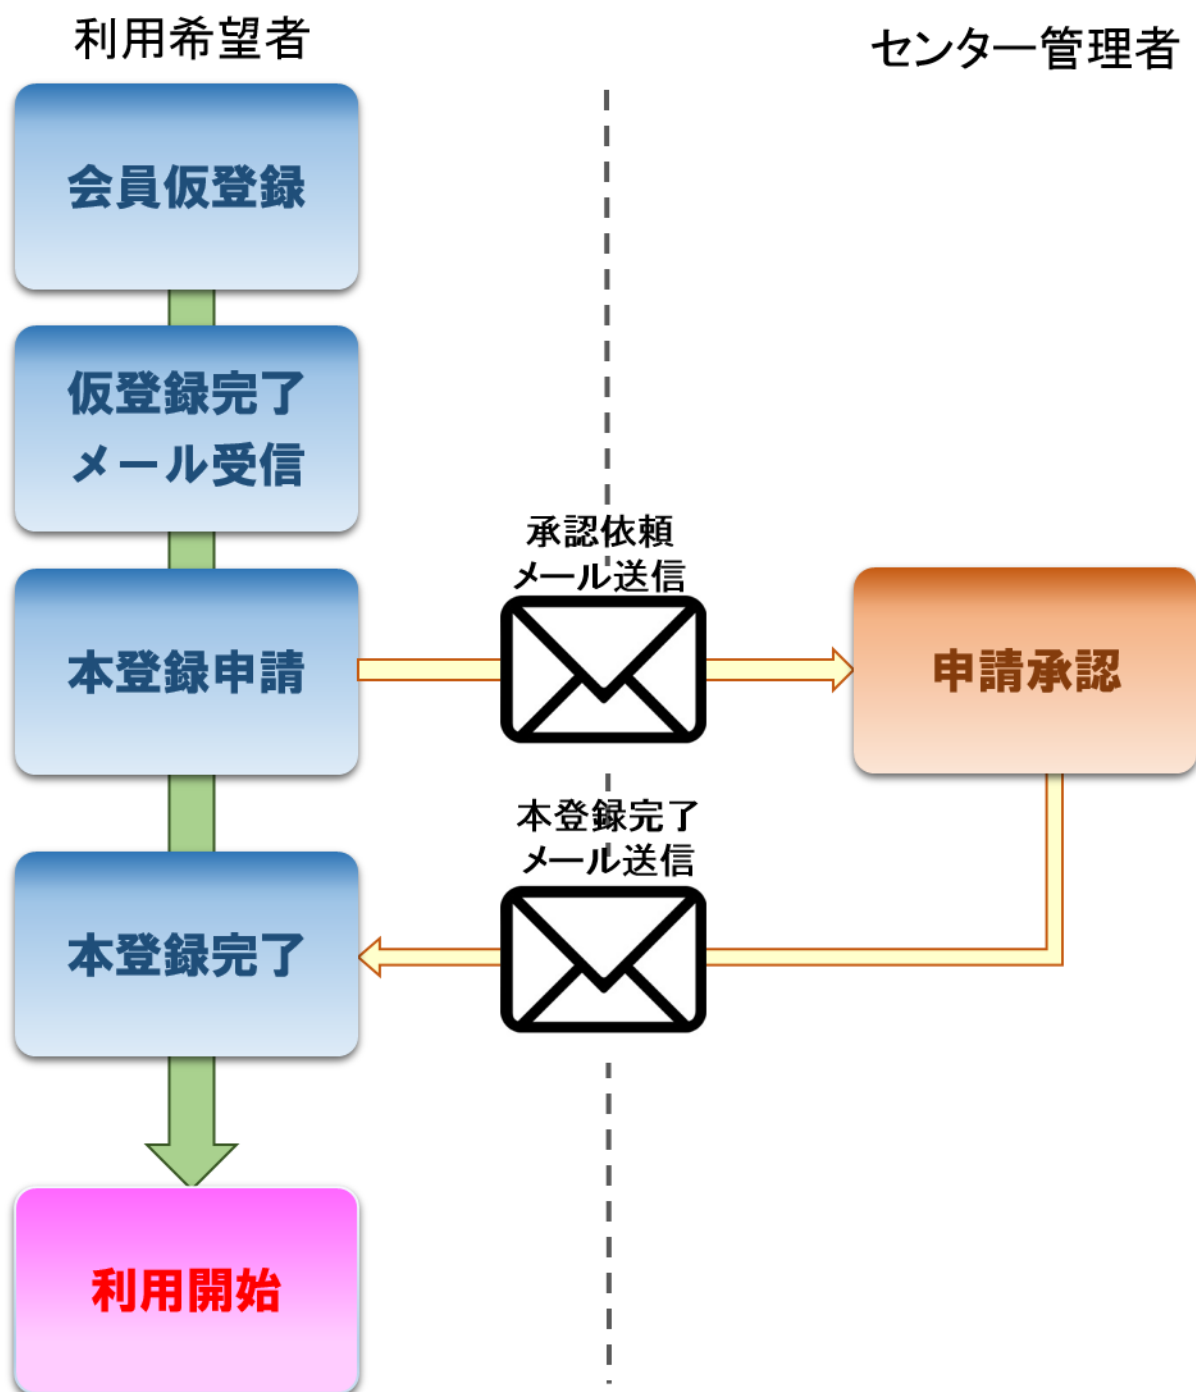 利用希望者
センター管理者
会員仮登録
仮登録完了
メール受信
承認依頼
メール送信
本登録申請
申請承認
本登録完了
メール送信
本登録完了
利用開始